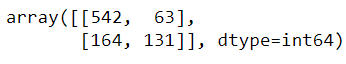 array([[542, 63],
[164, 131]], dtype=int64)